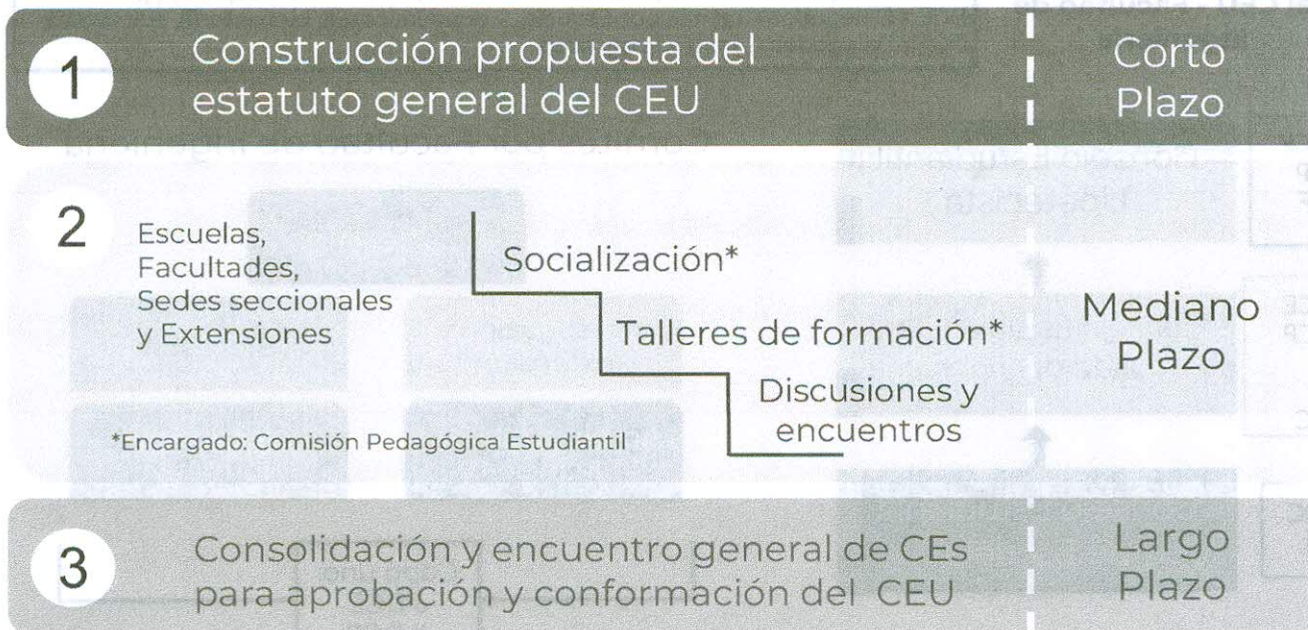 1
Construcción propuesta del
estatuto general del CEU
Corto
Plazo
2
Escuelas,
Facultades,
Sedes seccionales
y Extensiones
Socialización*
Talleres de formación*
Discusiones y
encuentros
*Encargado: Comisión Pedagógica Estudiantil
Mediano
Plazo
3
Consolidación y encuentro general de CEs
para aprobación y conformación del CEU
Largo
Plazo